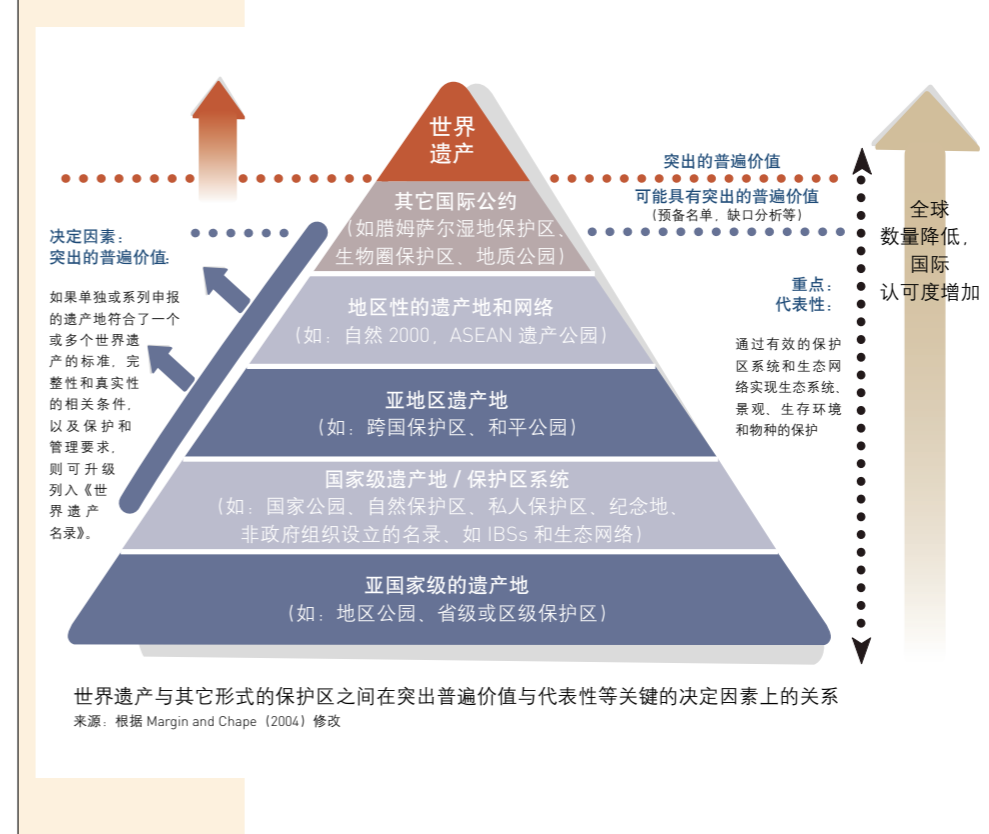 世界
遗产
突出的普遍价值
其它国际公约
(如腊姆萨尔湿地保护区、
生物圈保护区、地质公园)
可能具有突出的普遍价值
(预备名单,缺口分析等)
决定因素:
突出的普遍价值:
如果单独或系列申报
的遗产地符合了一个
或多个世界遗
产的标准,完
整性和真实性
的相关条件,
以及保护和
管理要求,
则可升级
列入《世
界遗产
名录》。
地区性的遗产地和网络
(如:自然 2000,ASEAN 遗产公园)
亚地区遗产地
(如:跨国保护区、和平公园)
国家级遗产地 / 保护区系统
(如:国家公园、自然保护区、私人保护区、纪念地、
非政府组织设立的名录、如 IBSs 和生态网络)
亚国家级的遗产地
(如:地区公园、省级或区级保护区)
重点:
代表性:
通过有效的保护
区系统和生态网
络实现生态系统、
景观、生存环境
和物种的保护
全球
数量降低,
国际
认可度增加
世界遗产与其它形式的保护区之间在突出普遍价值与代表性等关键的决定因素上的关系
来源:根据 Margin and Chape(2004)修改